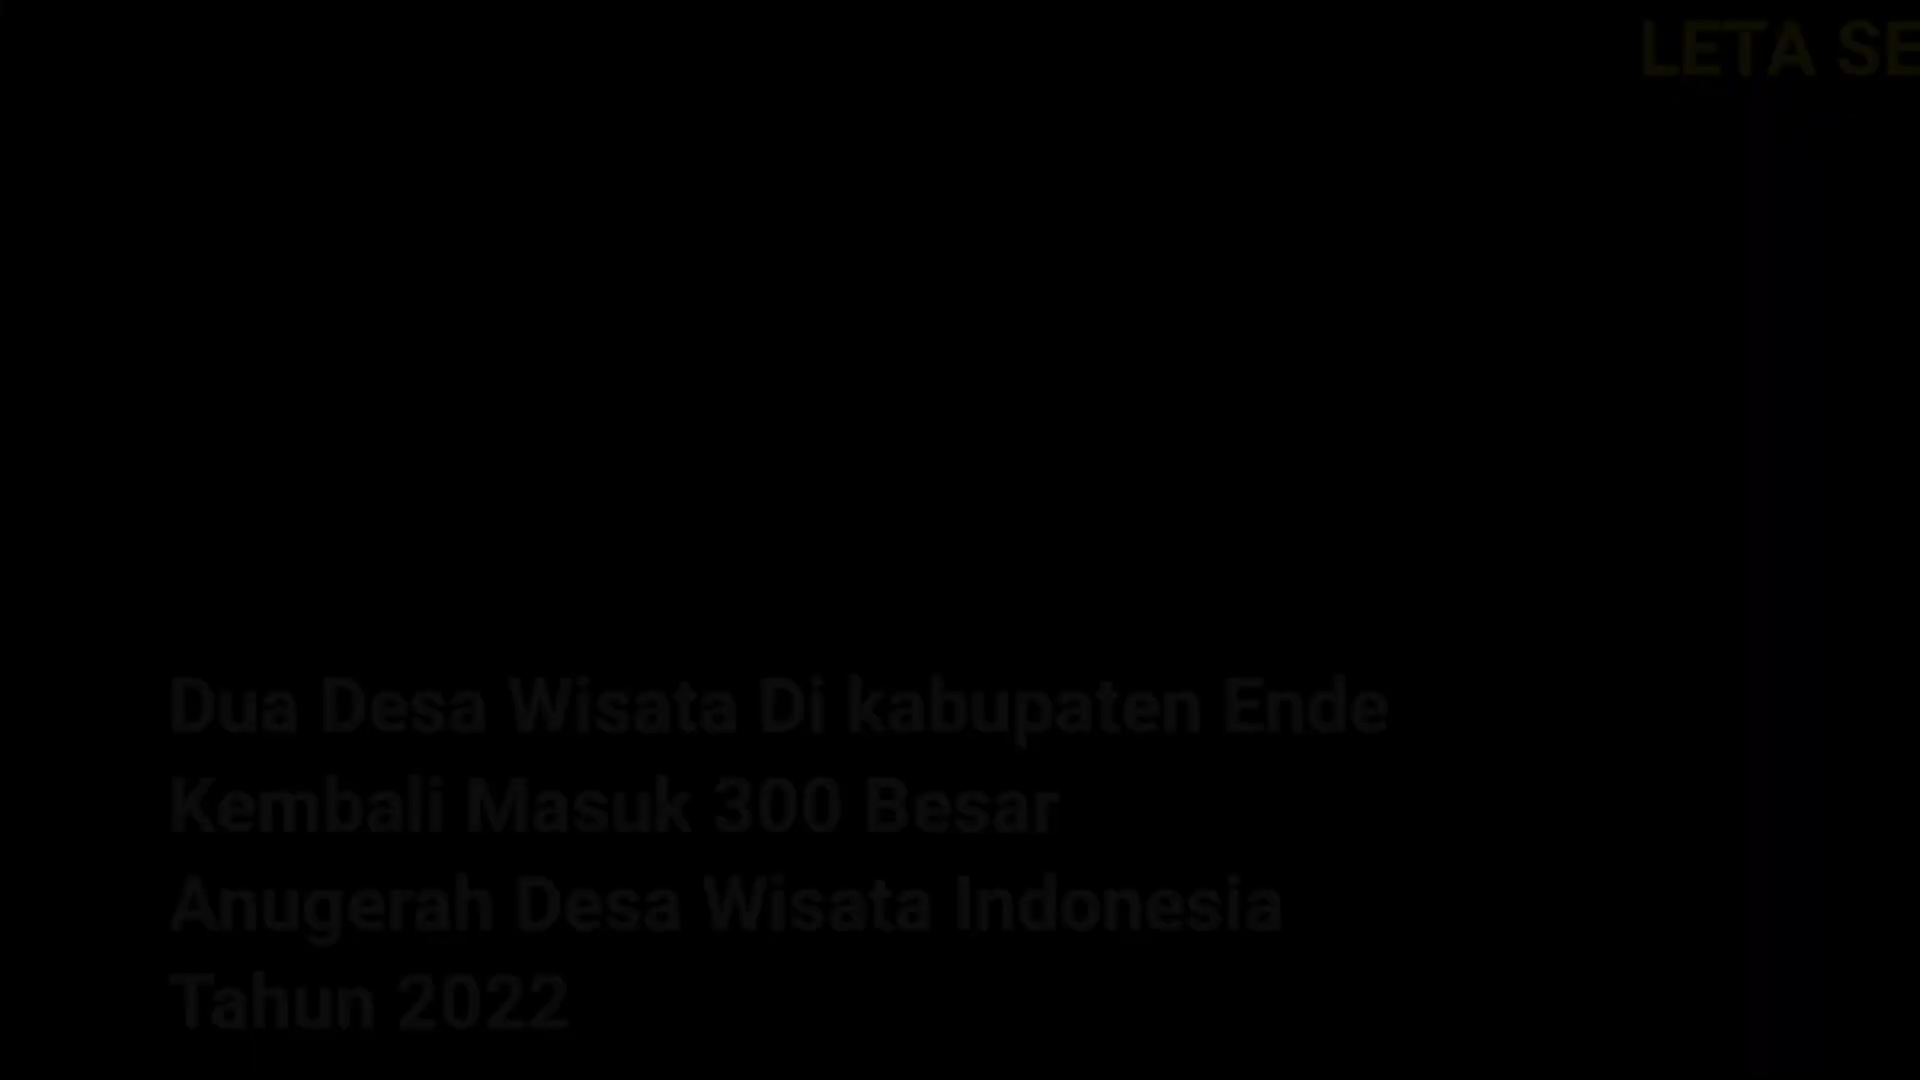 LETA SE
Dua Desa Wisata Di kabupaten Ende
Kembali Masuk 300 Besar
Anugerah Desa Wisata Indonesia
Tahun 2022